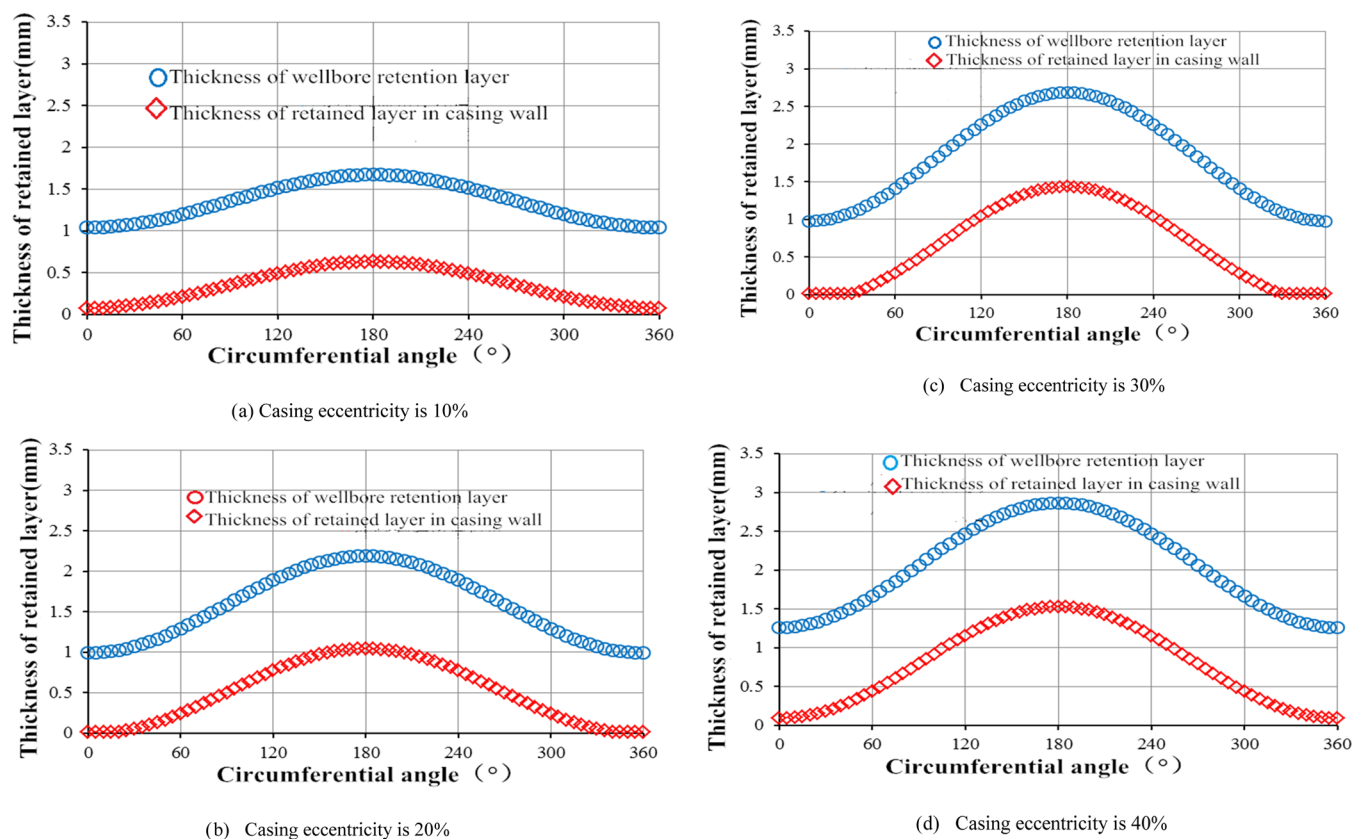 Thickness of retained layer(mm)
3.5
3
2.5
2
1.5
1
0.5
0
Thickness of wellbore retention layer
Thickness of retained layer in casing wall
0 60 120 180 240 300 360
Circumferential angle （°）
(a) Casing eccentricity is 10%
Thickness of retained layer(mm)
3.5
3
2.5
2
1.5
1
0.5
0
Thickness of wellbore retention layer
Thickness of retained layer in casing wall
0 60 120 180 240 300 360
Circumferential angle （°）
(b) Casing eccentricity is 20%
Thickness of retained layer(mm)
3.5
3
2.5
2
1.5
1
0.5
0
Thickness of wellbore retention layer
Thickness of retained layer in casing wall
0 60 120 180 240 300 360
Circumferential angle （°）
(c) Casing eccentricity is 30%
Thickness of retained layer(mm)
3.5
3
2.5
2
1.5
1
0.5
0
Thickness of wellbore retention layer
Thickness of retained layer in casing wall
0 60 120 180 240 300 360
Circumferential angle （°）
(d) Casing eccentricity is 40%